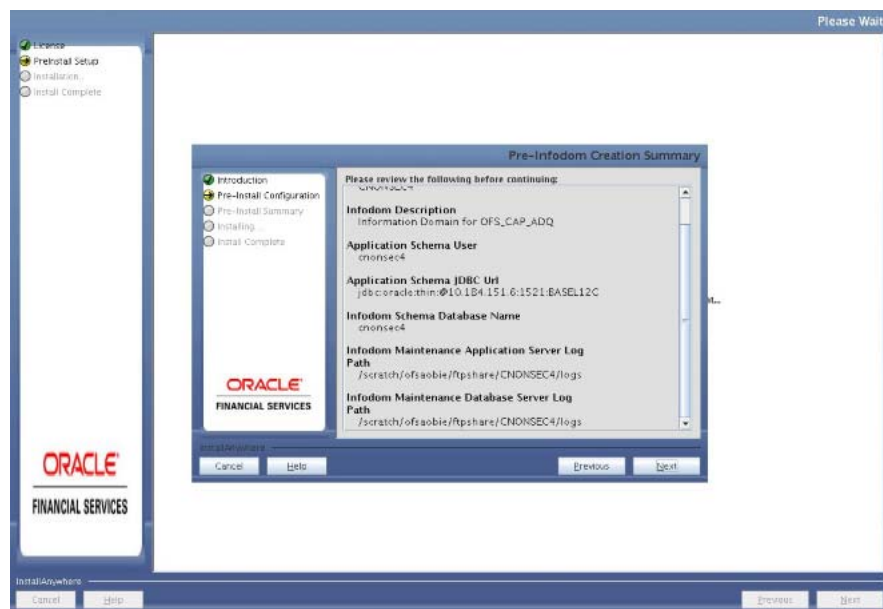 Please Wait
License
PreInstall Setup
Installation...
Install Complete
Pre-Infodom Creation Summary
Introduction
Pre-Install Configuration
Pre-Install Summary
Installing...
Install Complete
Please review the following before continuing:
CNONSEC4
Infodom Description
Information Domain for OFS_CAP_ADQ
Application Schema User
cnonsec4
Application Schema JDBC Url
jdbc:oracle:thin:@10.184.151.6:1521:BASEL12C
Infodom Schema Database Name
cnonsec4
Infodom Maintenance Application Server Log
Path
/scratch/ofsaobie/ftpshare/CNONSEC4/logs
Infodom Maintenance Database Server Log
Path
/scratch/ofsaobie/ftpshare/CNONSEC4/logs
ORACLE
FINANCIAL SERVICES
InstallAnywhere
Cancel
Help
Previous
Next
ORACLE
FINANCIAL SERVICES
InstallAnywhere
Cancel
Help
Previous
Next